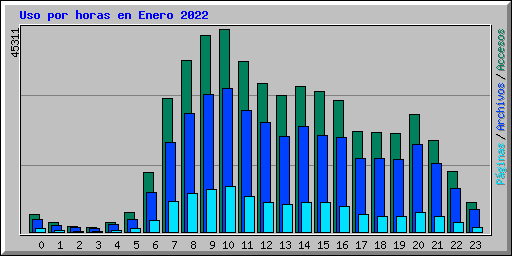 Uso por horas en Enero 2022
45311
Páginas / Archivos / Accesos
0 1 2 3 4 5 6 7 8 9 10 11 12 13 14 15 16 17 18 19 20 21 22 23